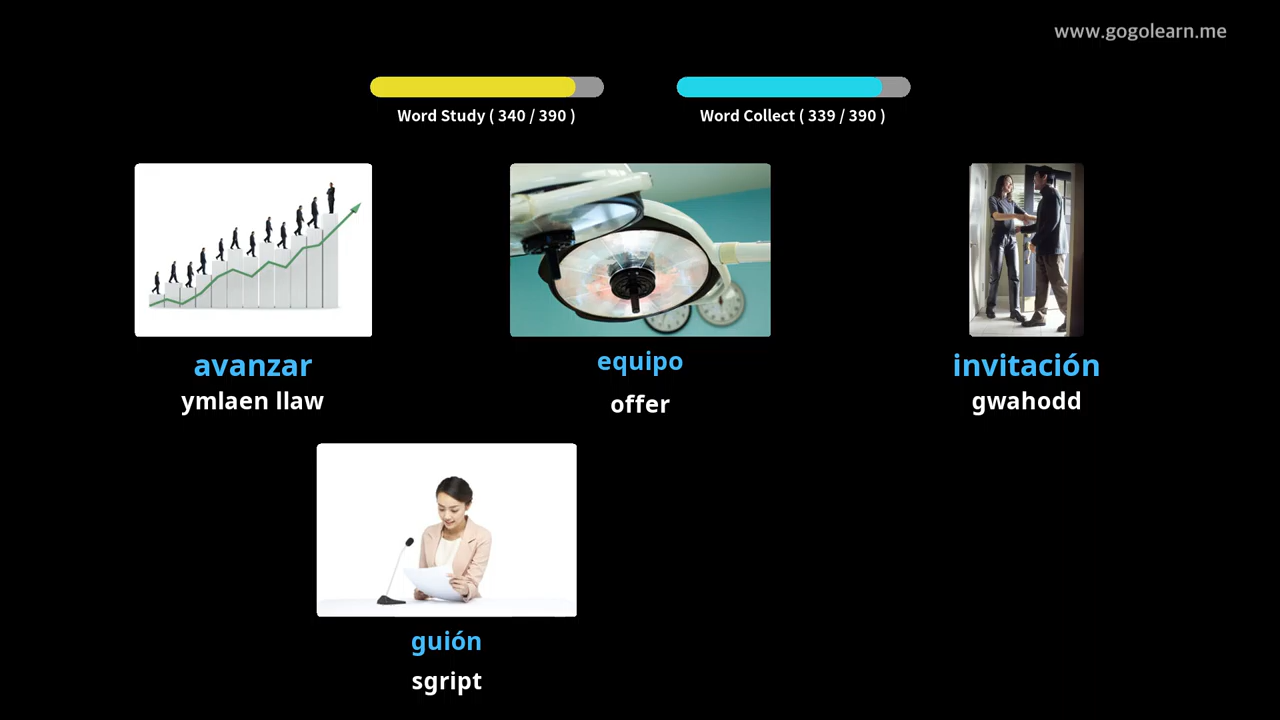 www.gogolearn.me
Word Study ( 340 / 390 )
Word Collect ( 339 / 390 )
avanzar
ymlaen llaw
equipo
offer
invitación
gwahodd
guión
sgript